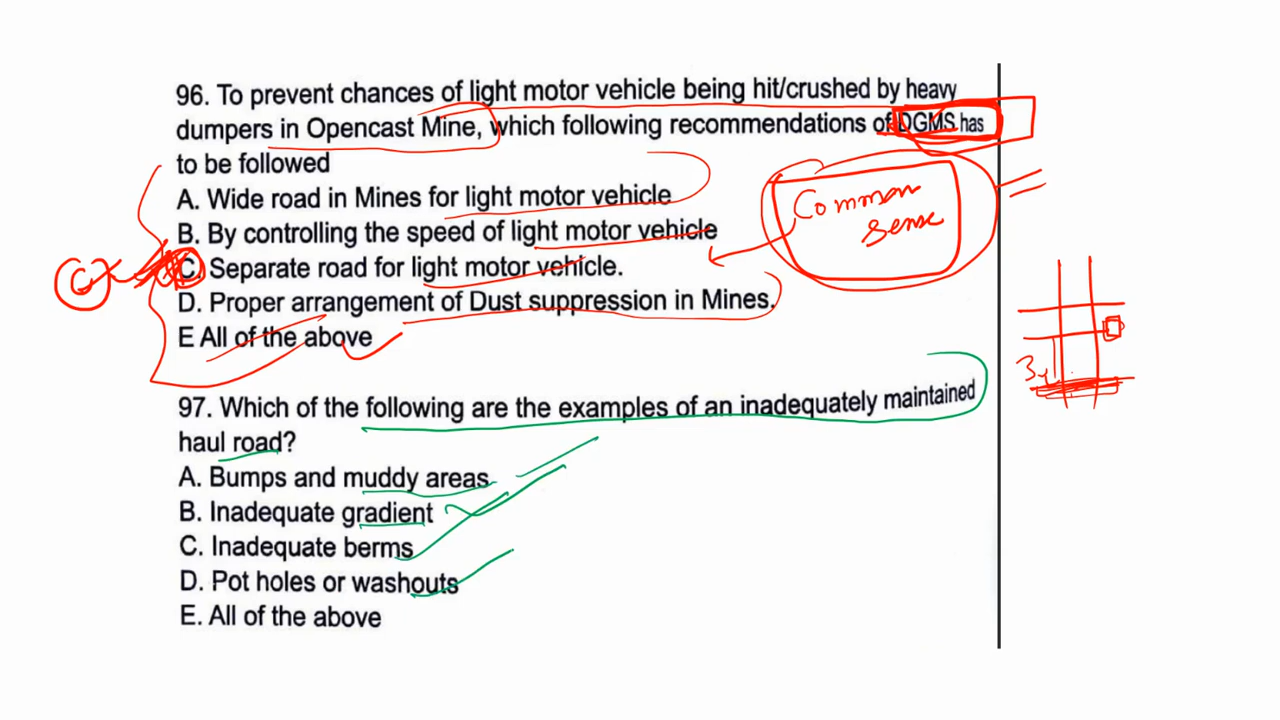 96. To prevent chances of light motor vehicle being hit/crushed by heavy
dumpers in Opencast Mine, which following recommendations of DGMS has
to be followed
A. Wide road in Mines for light motor vehicle
B. By controlling the speed of light motor vehicle
C. Separate road for light motor vehicle.
D. Proper arrangement of Dust suppression in Mines.
E All of the above
Common
sense
C
97. Which of the following are the examples of an inadequately maintained
haul road?
A. Bumps and muddy areas
B. Inadequate gradient
C. Inadequate berms
D. Pot holes or washouts
E. All of the above